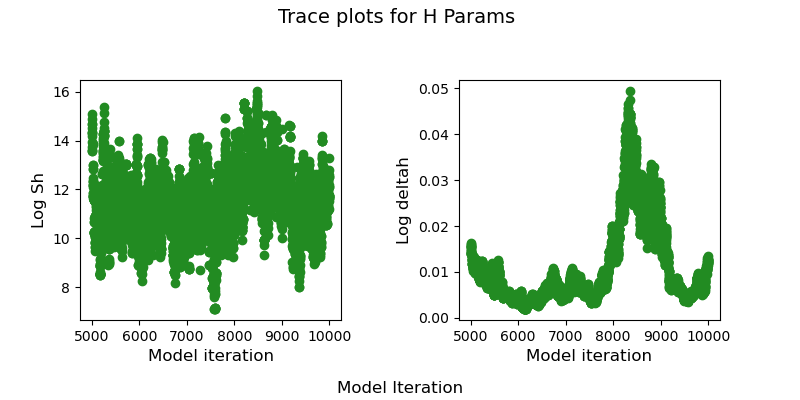 Trace plots for H Params
Log Sh
16
14
12
10
8
5000 6000 7000 8000 9000 10000
Model iteration
Log deltah
0.05
0.04
0.03
0.02
0.01
0.00
5000 6000 7000 8000 9000 10000
Model iteration
Model Iteration